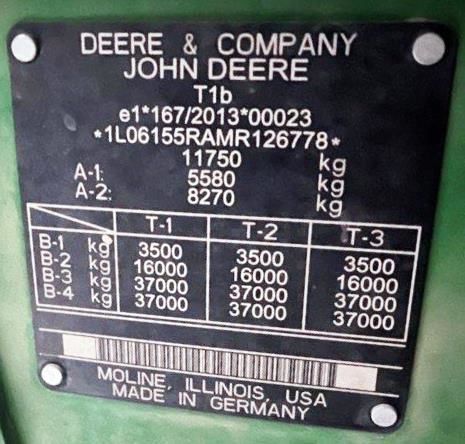 DEERE & COMPANY
JOHN DEERE
T1b
e1*167/2013*00023
*1L06155RAMR126778*
11750 kg
A-1: 5580 kg
A-2: 8270 kg
T-1 T-2 T-3
B-1 kg 3500 3500 3500
B-2 kg 16000 16000 16000
B-3 kg 37000 37000 37000
B-4 kg 37000 37000 37000
MOLINE, ILLINOIS, USA
MADE IN GERMANY